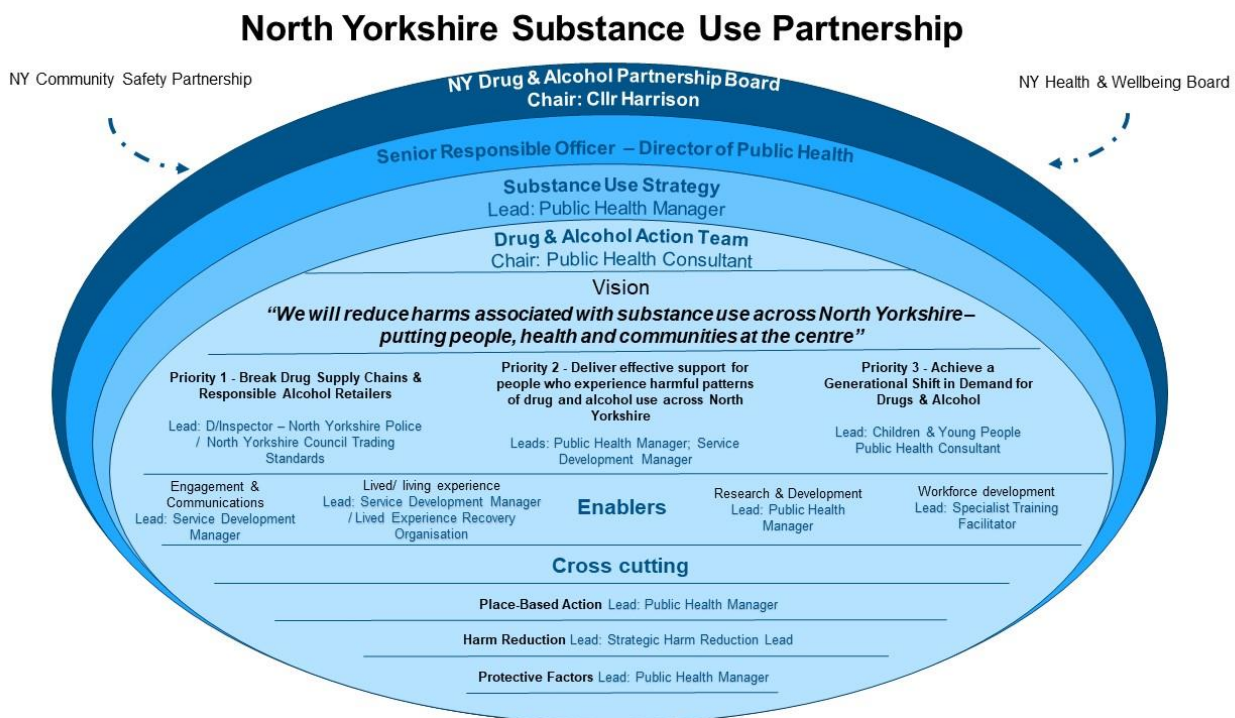 North Yorkshire Substance Use Partnership
NY Community Safety Partnership
NY Health & Wellbeing Board
NY Drug & Alcohol Partnership Board
Chair: Cllr Harrison
Senior Responsible Officer – Director of Public Health
Substance Use Strategy
Lead: Public Health Manager
Drug & Alcohol Action Team
Chair: Public Health Consultant
Vision
“We will reduce harms associated with substance use across North Yorkshire–
putting people, health and communities at the centre”
Priority 1 - Break Drug Supply Chains &
Responsible Alcohol Retailers
Lead: D/Inspector – North Yorkshire Police
/ North Yorkshire Council Trading
Standards
Priority 2 - Deliver effective support for
people who experience harmful patterns
of drug and alcohol use across North
Yorkshire
Leads: Public Health Manager; Service
Development Manager
Priority 3 - Achieve a
Generational Shift in Demand for
Drugs & Alcohol
Lead: Children & Young People
Public Health Consultant
Engagement &
Communications
Lead: Service Development
Manager
Lived/ living experience
Lead: Service Development Manager
/ Lived Experience Recovery
Organisation
Enablers
Research & Development
Lead: Public Health
Manager
Workforce development
Lead: Specialist Training
Facilitator
Cross cutting
Place-Based Action Lead: Public Health Manager
Harm Reduction Lead: Strategic Harm Reduction Lead
Protective Factors Lead: Public Health Manager